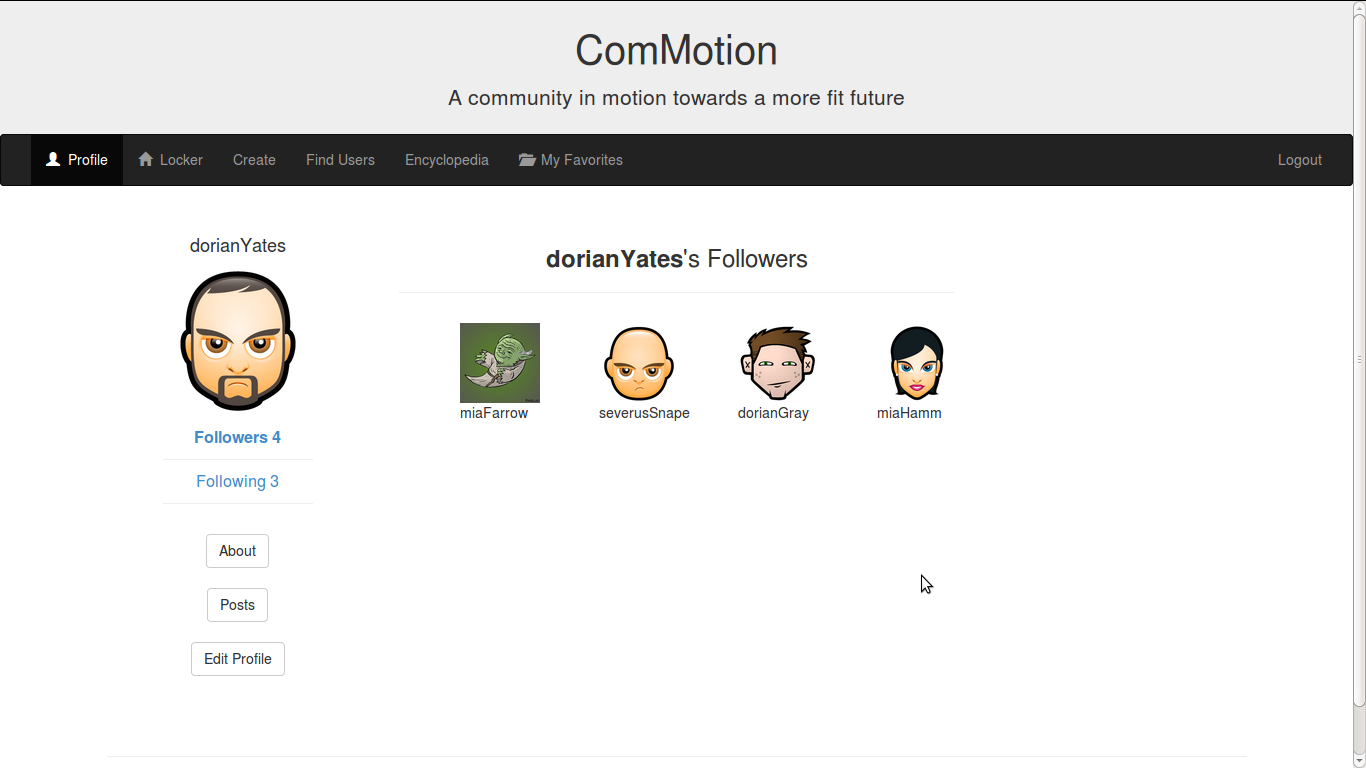 ComMotion
A community in motion towards a more fit future
Profile Locker Create Find Users Encyclopedia My Favorites Logout
dorianYates
Followers 4
Following 3
About
Posts
Edit Profile
dorianYates's Followers
miaFarrow severusSnape dorianGray miaHamm